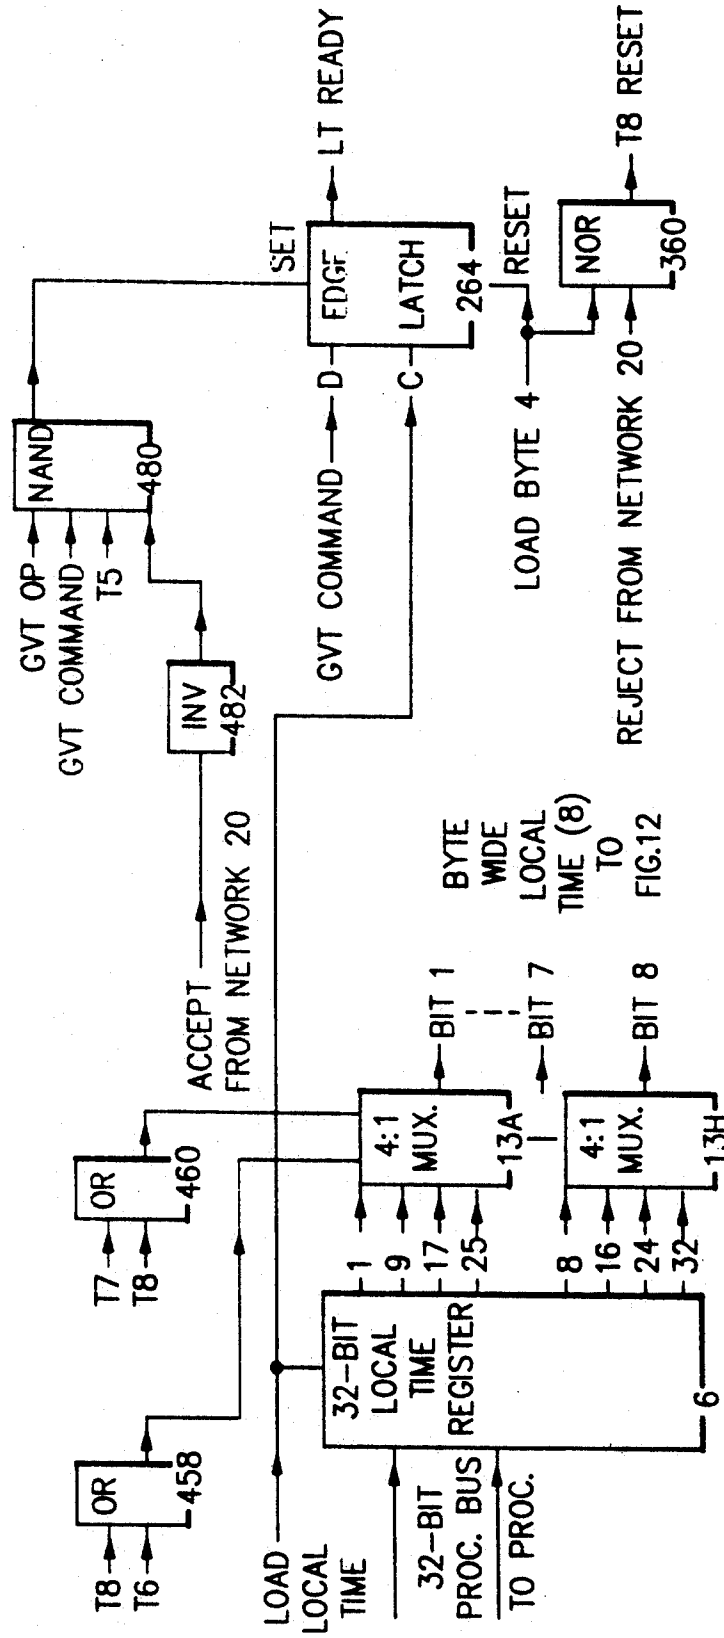 T8
T6
OR
458
T7
T8
OR
460
ACCEPT
FROM NETWORK 20
INV
482
GVT OP
GVT COMMAND
T5
NAND
480
LOAD
LOCAL
TIME
32-BIT
PROC. BUS
TO PROC.
32-BIT
LOCAL
TIME
REGISTER
6
1
9
17
25
8
16
24
32
4:1
MUX.
13A
4:1
MUX.
13H
BIT 1
BIT 7
BIT 8
BYTE
WIDE
LOCAL
TIME (8)
TO
FIG.12
GVT COMMAND
D
C
SET
EDGE
LATCH
264
LT READY
RESET
LOAD BYTE 4
REJECT FROM NETWORK 20
NOR
360
T8 RESET